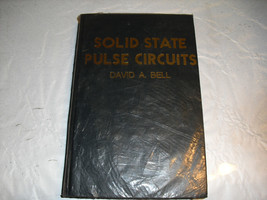 SOLID STATE
PULSE CIRCUITS
DAVID A. BELL